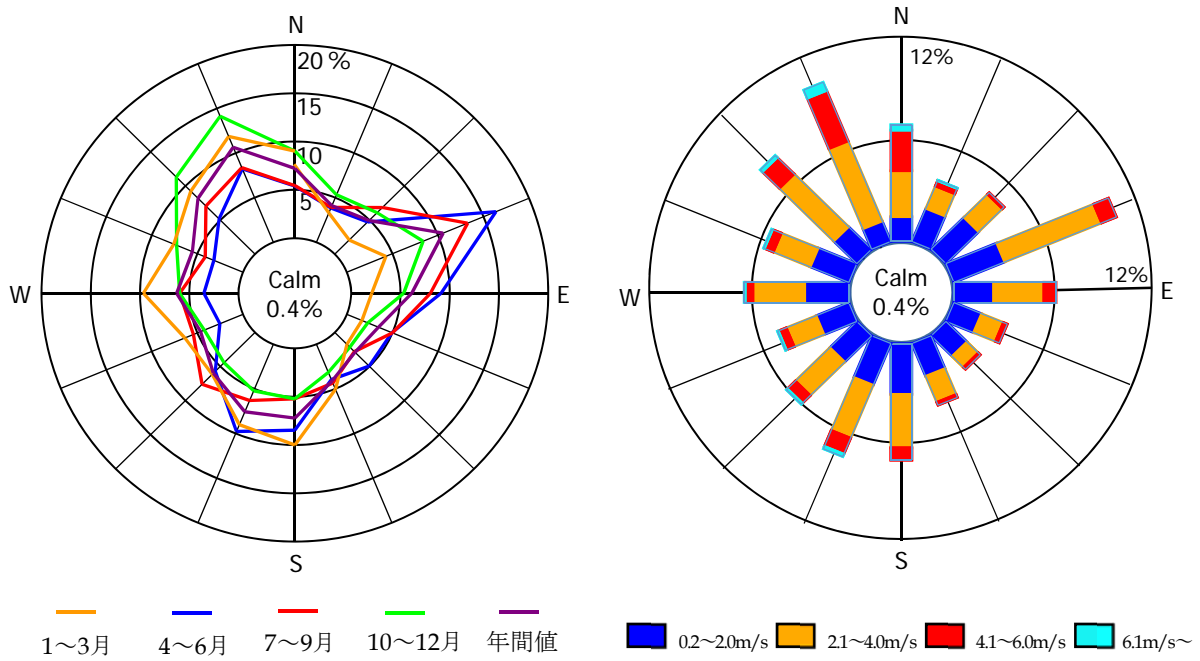 N
20%
15
10
5
W
Calm
0.4%
E
S
1~3月
4~6月
7~9月
10~12月
年間値
N
12%
W
Calm
0.4%
12%
E
S
0.2~2.0m/s
2.1~4.0m/s
4.1~6.0m/s
6.1m/s~